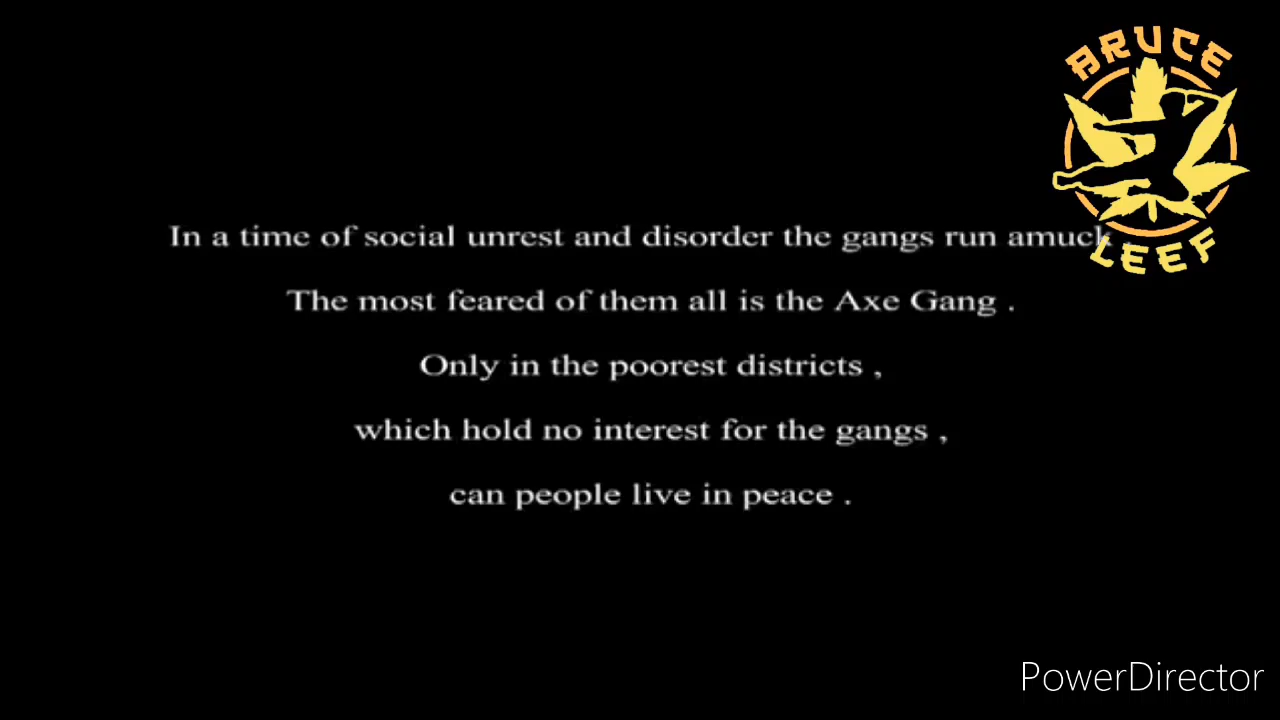 BRUCE
LEEF
In a time of social unrest and disorder the gangs run amuck .
The most feared of them all is the Axe Gang .
Only in the poorest districts ,
which hold no interest for the gangs ,
can people live in peace .
PowerDirector